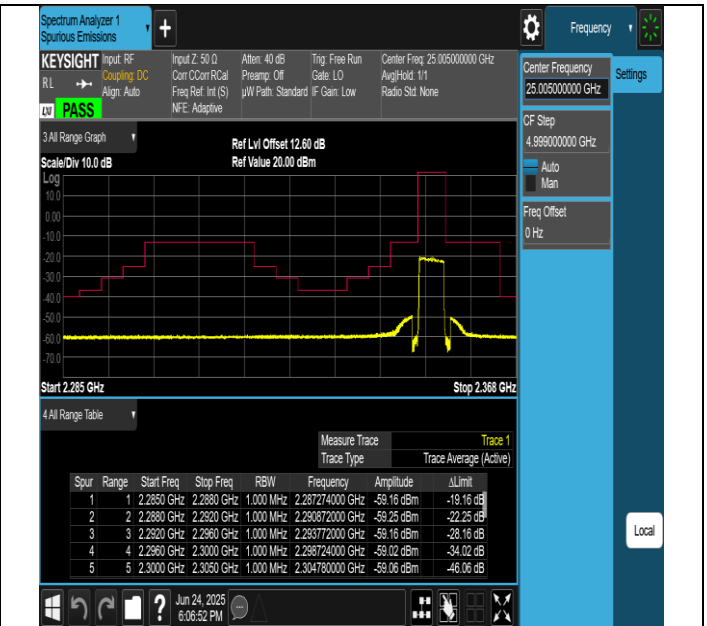 Spectrum Analyzer 1
Spurious Emissions
Frequency
KEYSIGHT
RL
LXI
PASS
Input: RF
Coupling: DC
Align: Auto
Input Z: 50 Ω
Corr CCorr RCal
Freq Ref: Int (S)
NFE: Adaptive
Atten: 40 dB
Preamp: Off
µW Path: Standard
Trig: Free Run
Gate: LO
IF Gain: Low
Center Freq: 25.005000000 GHz
Avg|Hold: 1/1
Radio Std: None
Center Frequency
25.005000000 GHz
Settings
CF Step
4.999000000 GHz
Auto
Man
Freq Offset
0 Hz
Local
3 All Range Graph
Scale/Div 10.0 dB
Ref Lvl Offset 12.60 dB
Ref Value 20.00 dBm
Log
10.0
0.00
-10.0
-20.0
-30.0
-40.0
-50.0
-60.0
-70.0
Start 2.285 GHz
Stop 2.368 GHz
4 All Range Table
Measure Trace Trace 1
Trace Type Trace Average (Active)
Spur Range Start Freq Stop Freq RBW Frequency Amplitude ΔLimit
1 1 2.2850 GHz 2.2880 GHz 1.000 MHz 2.287274000 GHz -59.16 dBm -19.16 dB
2 2 2.2880 GHz 2.2920 GHz 1.000 MHz 2.290872000 GHz -59.25 dBm -22.25 dB
3 3 2.2920 GHz 2.2960 GHz 1.000 MHz 2.293772000 GHz -59.16 dBm -28.16 dB
4 4 2.2960 GHz 2.3000 GHz 1.000 MHz 2.298724000 GHz -59.02 dBm -34.02 dB
5 5 2.3000 GHz 2.3050 GHz 1.000 MHz 2.304780000 GHz -59.06 dBm -46.06 dB
Jun 24, 2025
6:06:52 PM